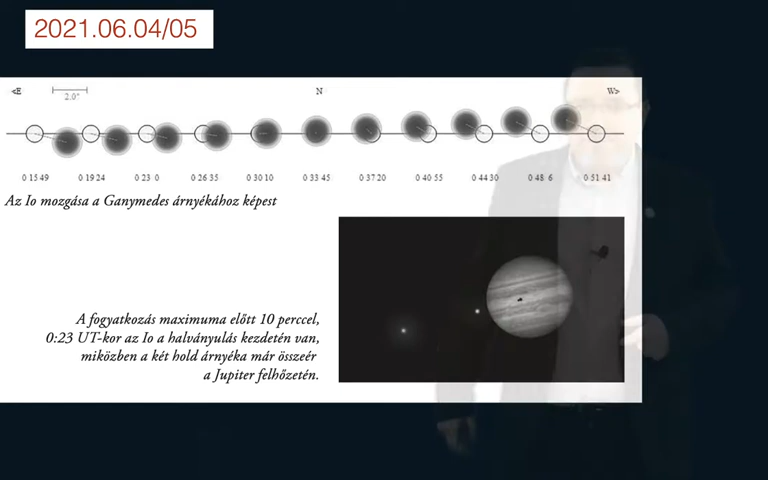 2021.06.04/05
<E
2.0"
N
W>
0 15 49 0 19 24 0 23 0 0 26 35 0 30 10 0 33 45 0 37 20 0 40 55 0 44 30 0 48 6 0 51 41
Az Io mozgása a Ganymedes árnyékához képest
A fogyatkozás maximuma előtt 10 perccel,
0:23 UT-kor az Io a halványulás kezdetén van,
miközben a két hold árnyéka már összeér
a Jupiter felhőzetén.